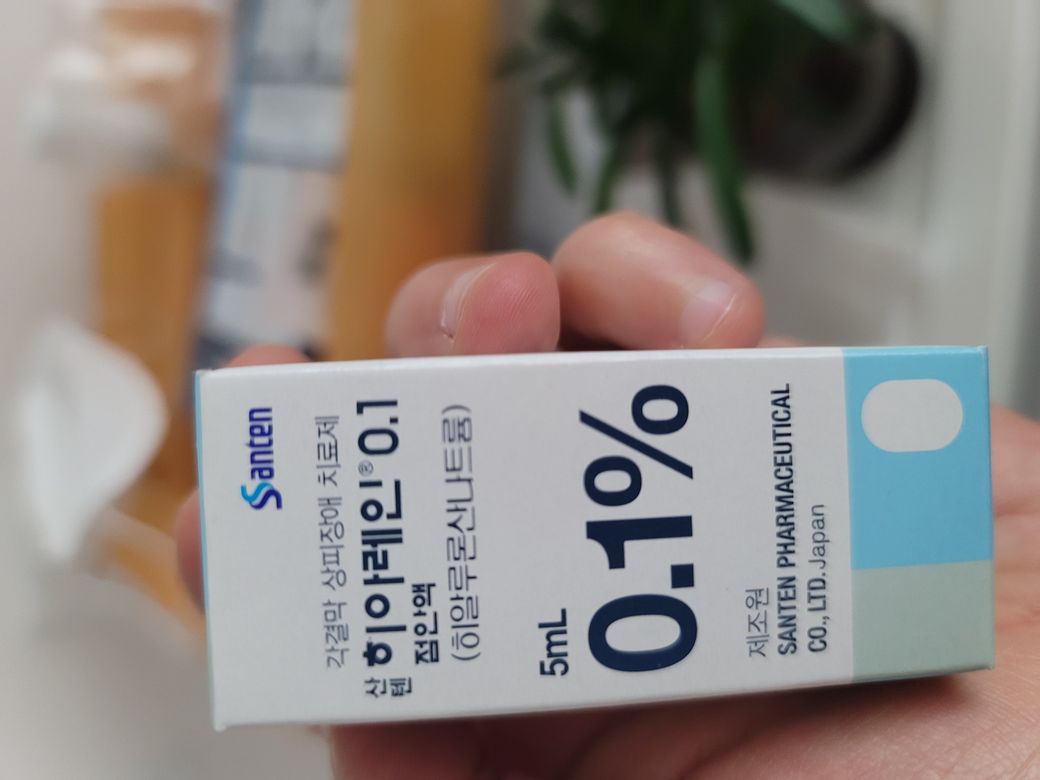 Santen
각결막 상피장애 치료제
산텐 히아레인® 0.1
점안액
(히알루론산나트륨)
5mL
0.1%
제조원
SANTEN PHARMACEUTICAL
CO., LTD. Japan